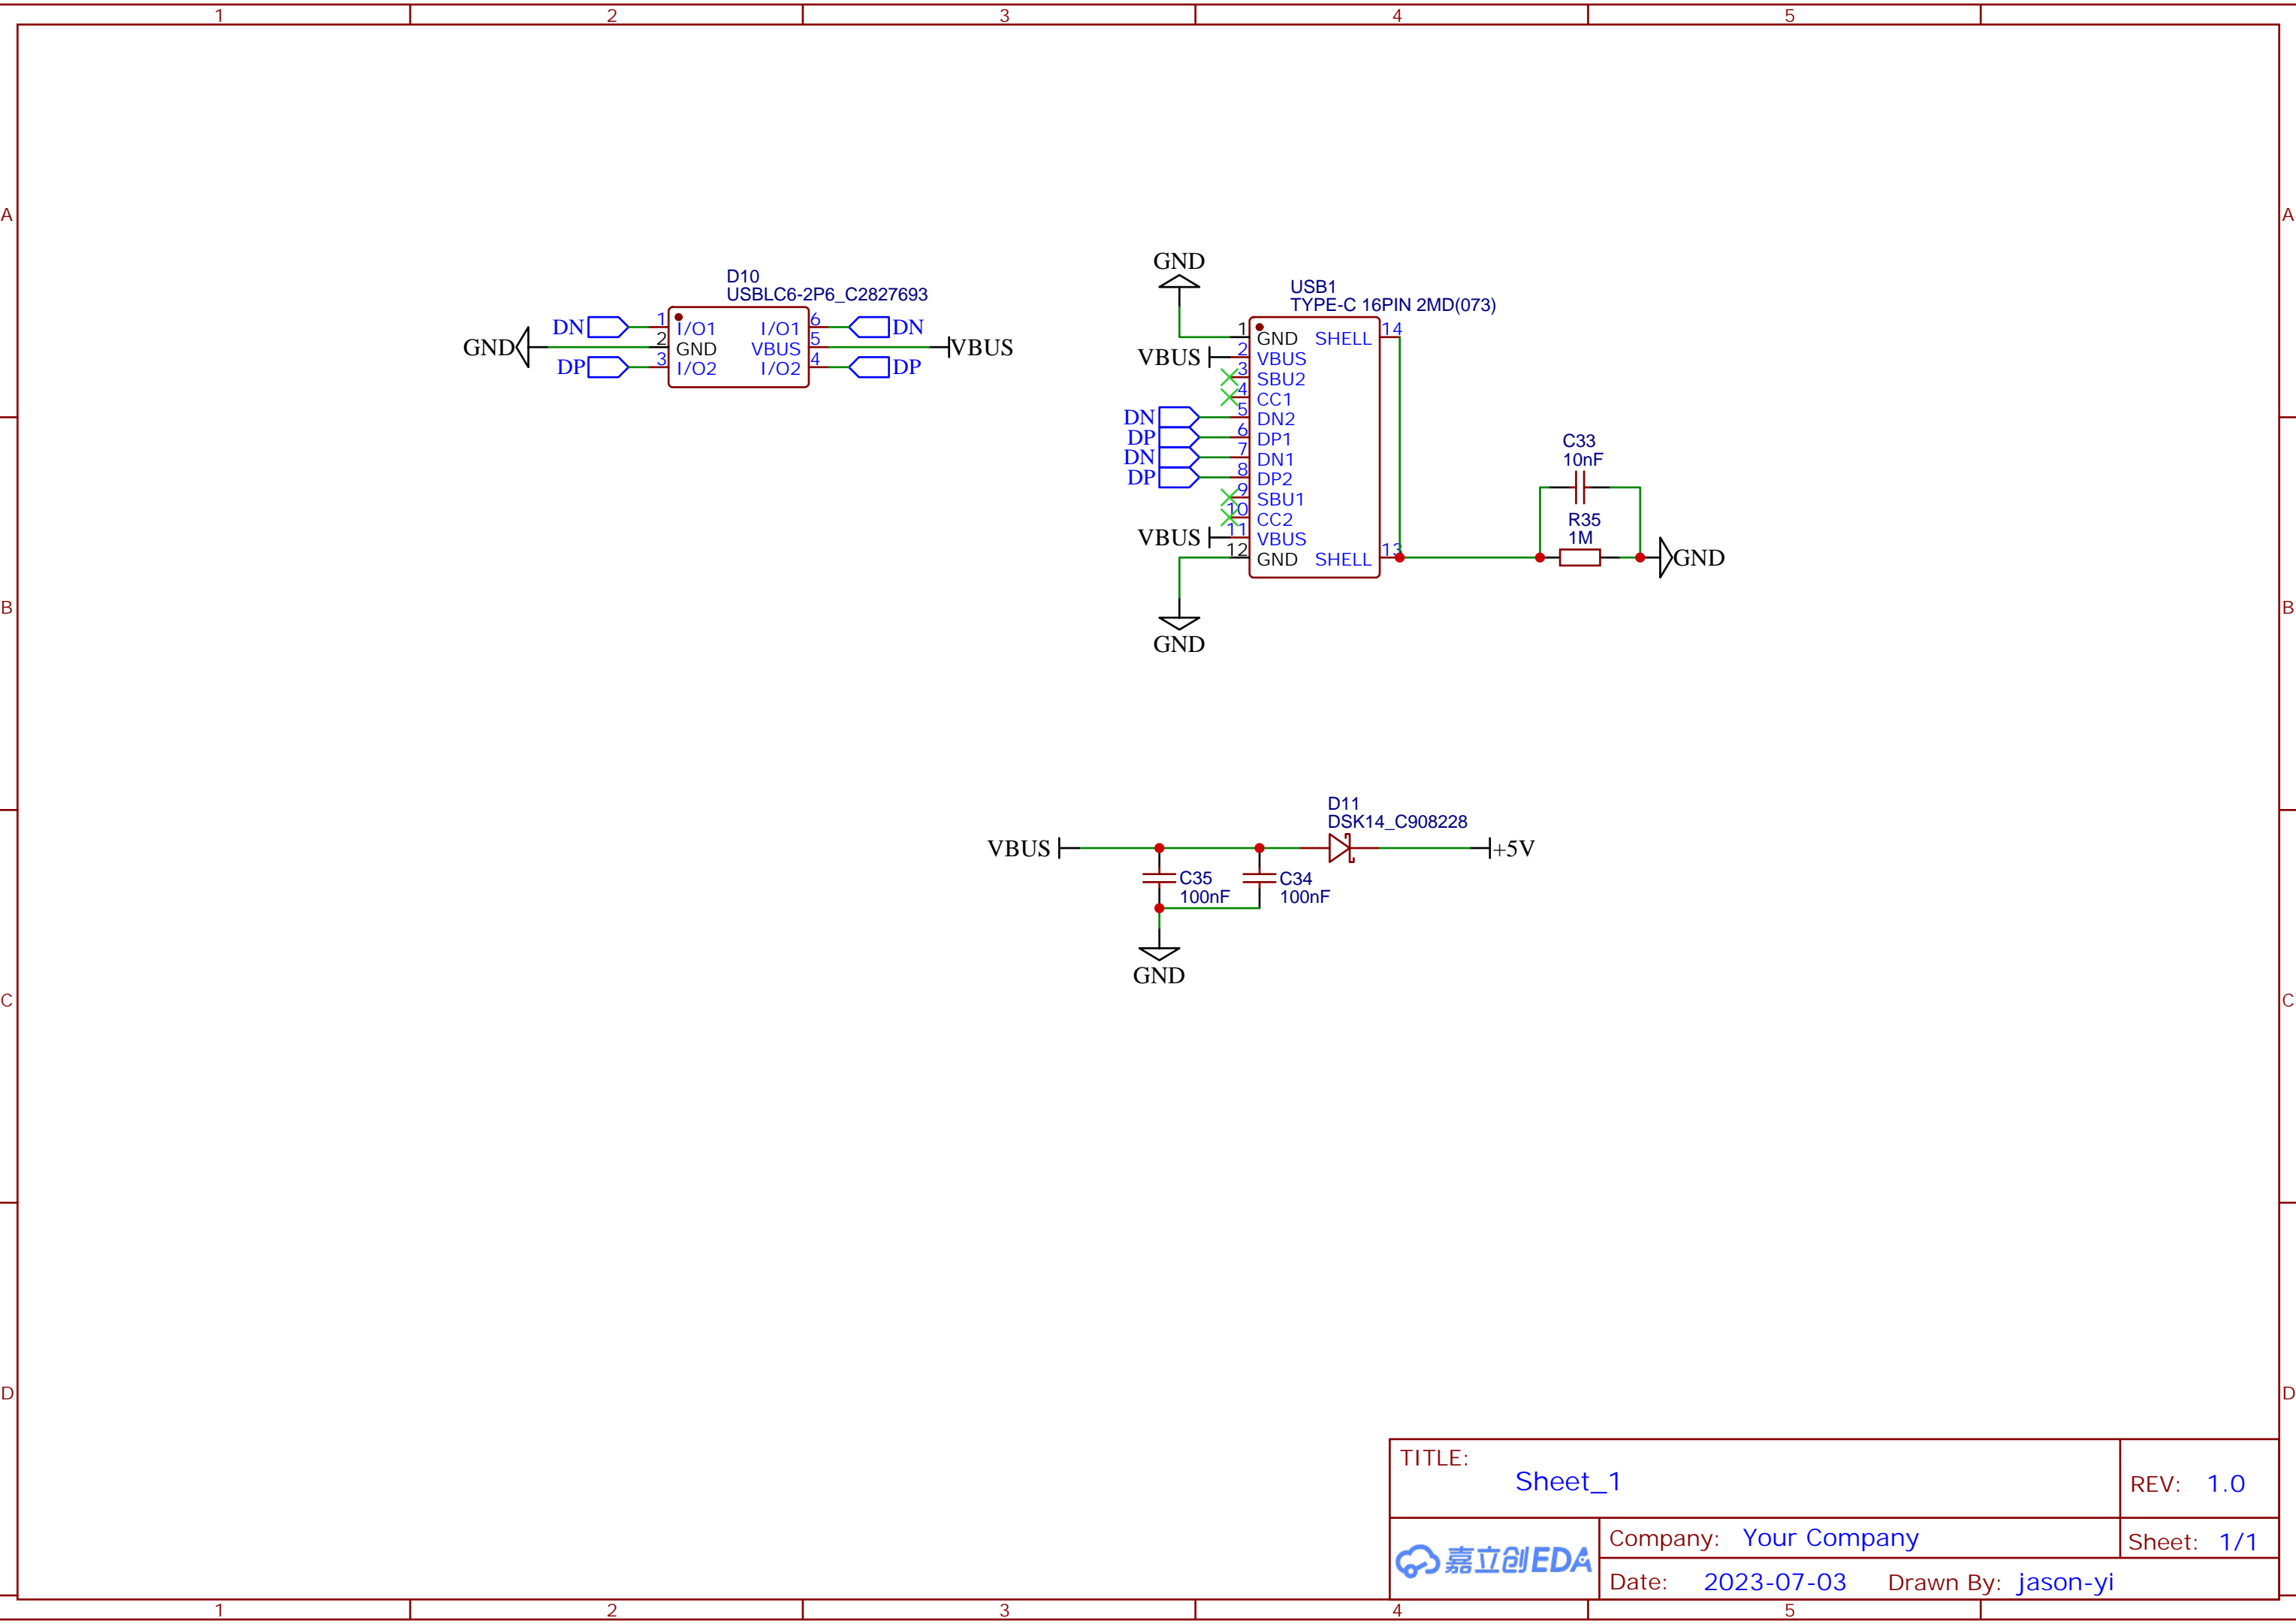 1 2 3 4 5
A A
D10
USBLC6-2P6_C2827693
DN 1 I/O1 I/O1 6 DN
GND 2 GND VBUS 5 VBUS
DP 3 I/O2 I/O2 4 DP
GND
USB1
TYPE-C 16PIN 2MD(073)
1 GND SHELL 14
VBUS 2 VBUS
3 SBU2
4 CC1
DN 5 DN2
DP 6 DP1
DN 7 DN1
DP 8 DP2
9 SBU1
10 CC2
VBUS 11 VBUS
12 GND SHELL 13
GND
C33
10nF
R35
1M
GND
B B
D11
DSK14_C908228
VBUS +5V
C35
100nF
C34
100nF
GND
C C
D D
TITLE:
Sheet_1
REV: 1.0
嘉立创EDA
Company: Your Company
Sheet: 1/1
Date: 2023-07-03 Drawn By: jason-yi
1 2 3 4 5